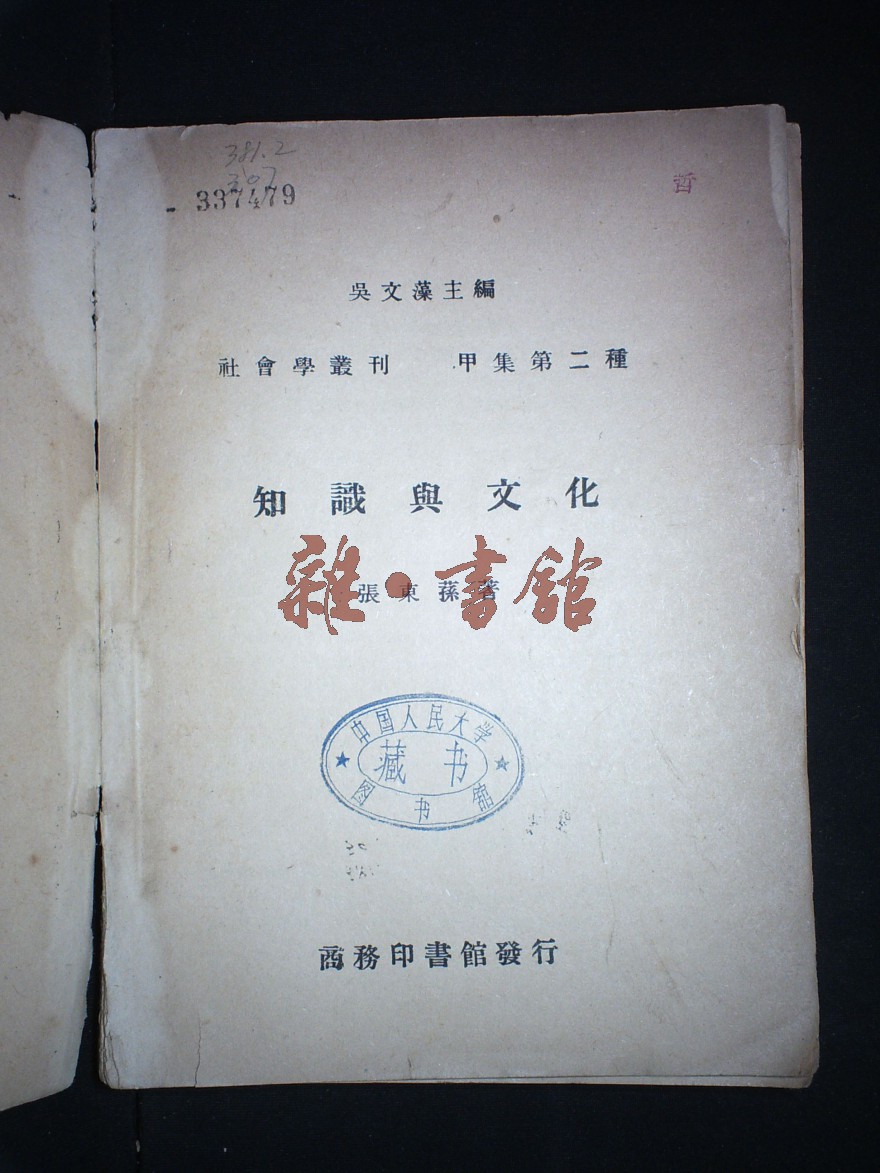 381.2
337479
哲
吳文藻主編
社會學叢刊 甲集第二種
知識與文化
張東蓀著
雜·書館
中国人民大学
藏书
图书馆
商務印書館發行